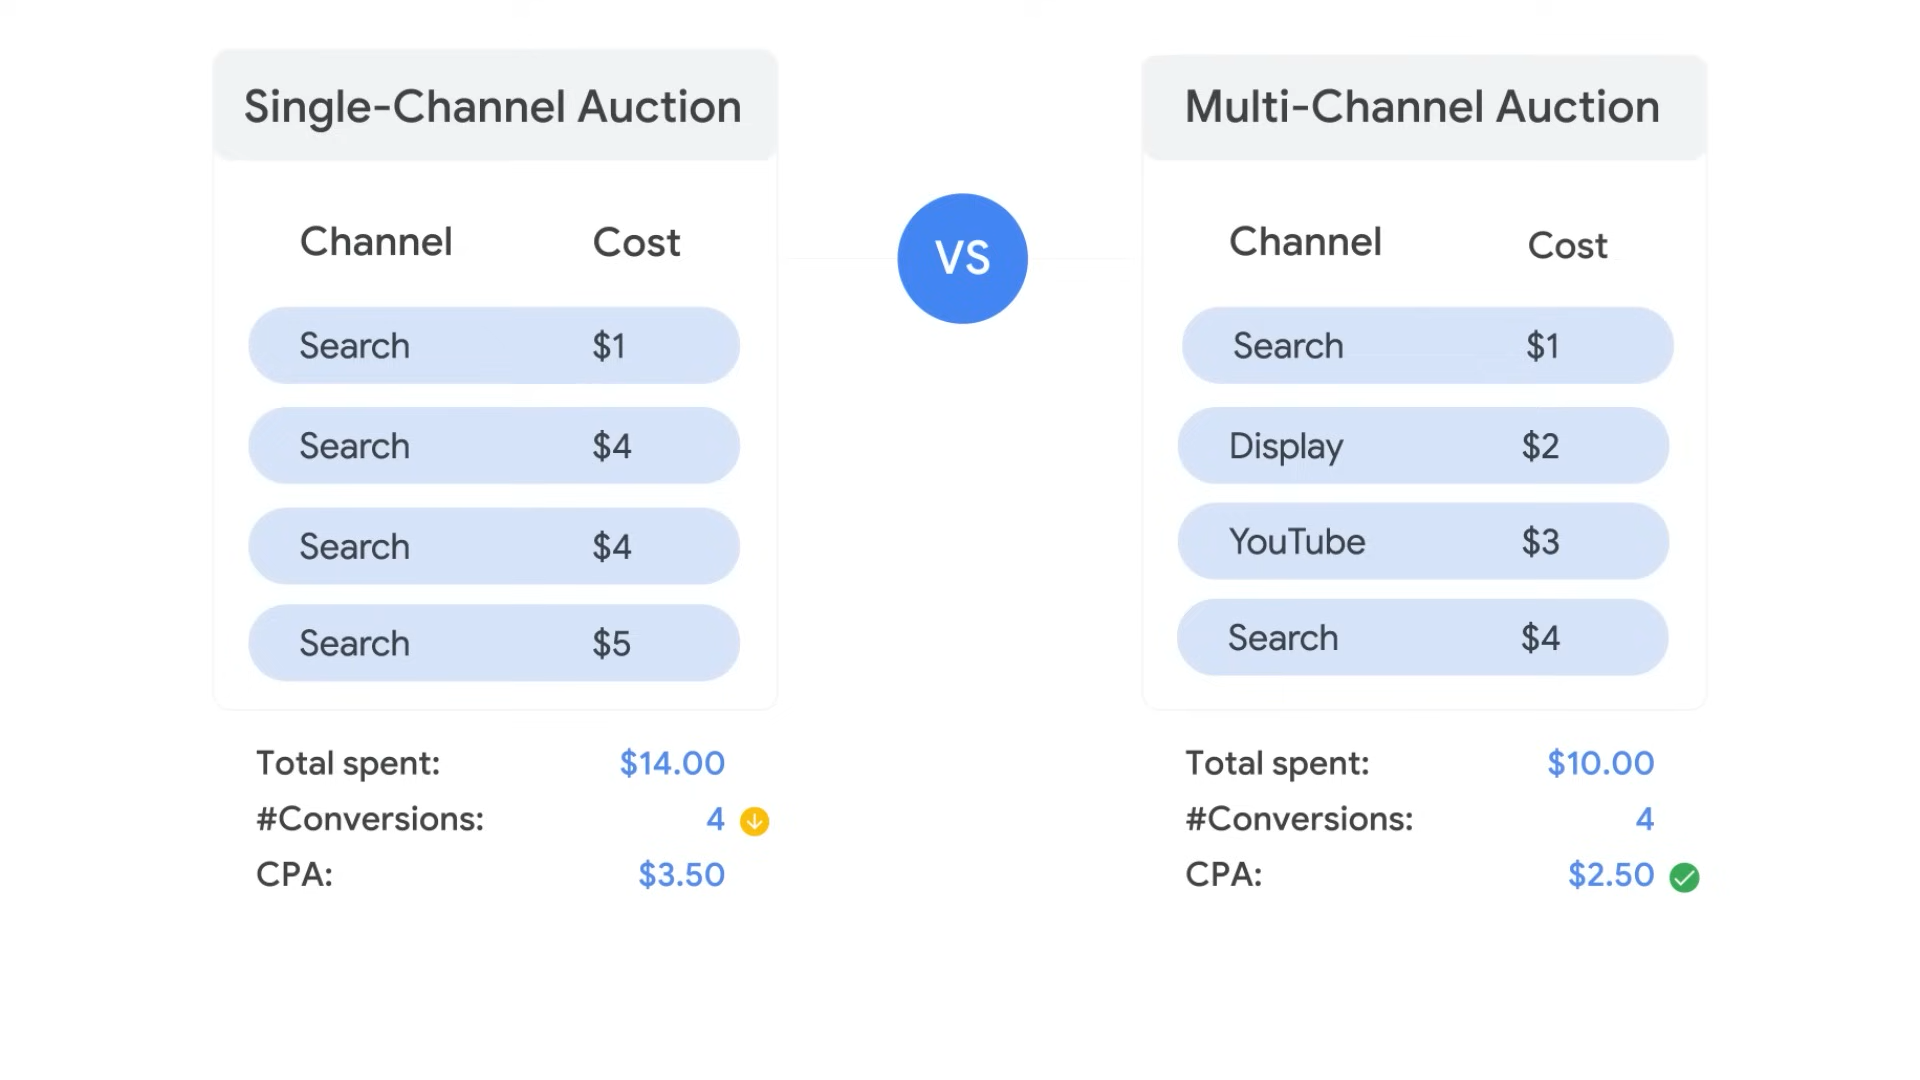 Single-Channel Auction
Channel Cost
Search $1
Search $4
Search $4
Search $5
Total spent: $14.00
#Conversions: 4
CPA: $3.50
VS
Multi-Channel Auction
Channel Cost
Search $1
Display $2
YouTube $3
Search $4
Total spent: $10.00
#Conversions: 4
CPA: $2.50